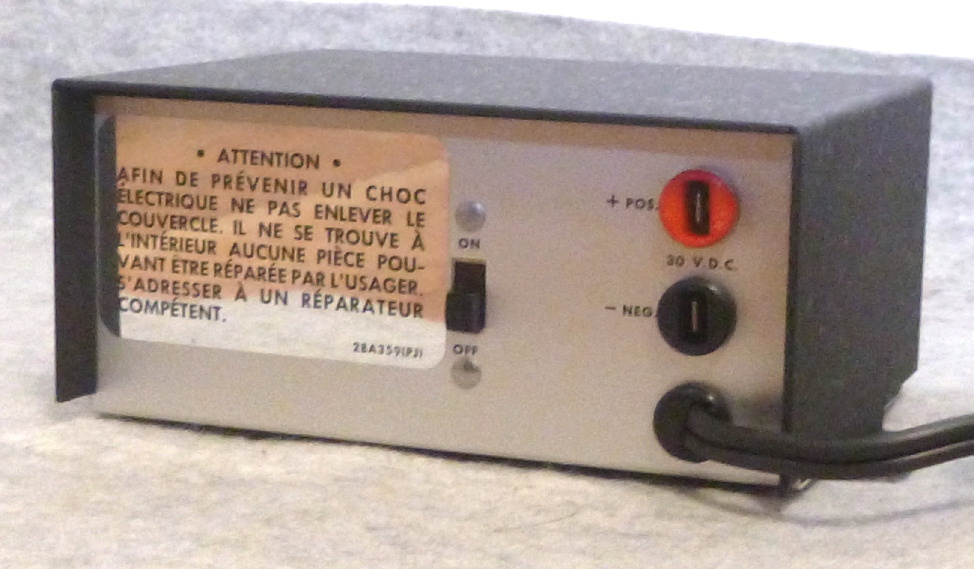 • ATTENTION •
AFIN DE PRÉVENIR UN CHOC
ÉLECTRIQUE NE PAS ENLEVER LE
COUVERCLE. IL NE SE TROUVE À
L'INTÉRIEUR AUCUNE PIÈCE POU-
VANT ÊTRE RÉPARÉE PAR L'USAGER.
S'ADRESSER À UN RÉPARATEUR
COMPÉTENT.
28A359(PJ)
ON
OFF
+ POS.
30 V.D.C.
− NEG.